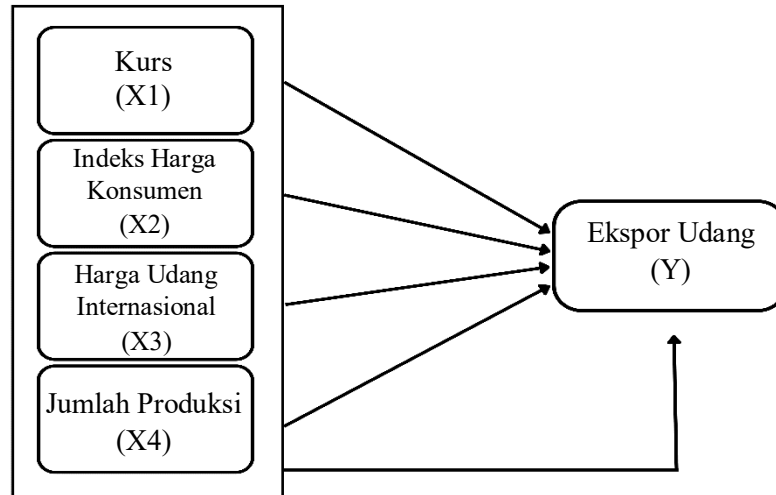 Kurs
(X1)
Indeks Harga
Konsumen
(X2)
Harga Udang
Internasional
(X3)
Jumlah Produksi
(X4)
Ekspor Udang
(Y)